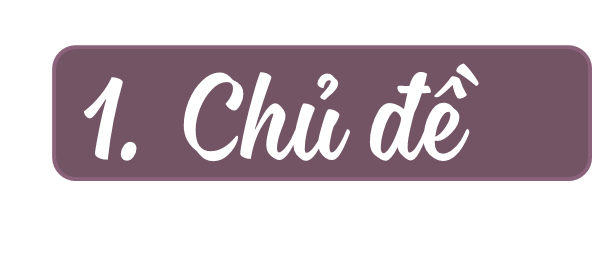 1. Chủ đề